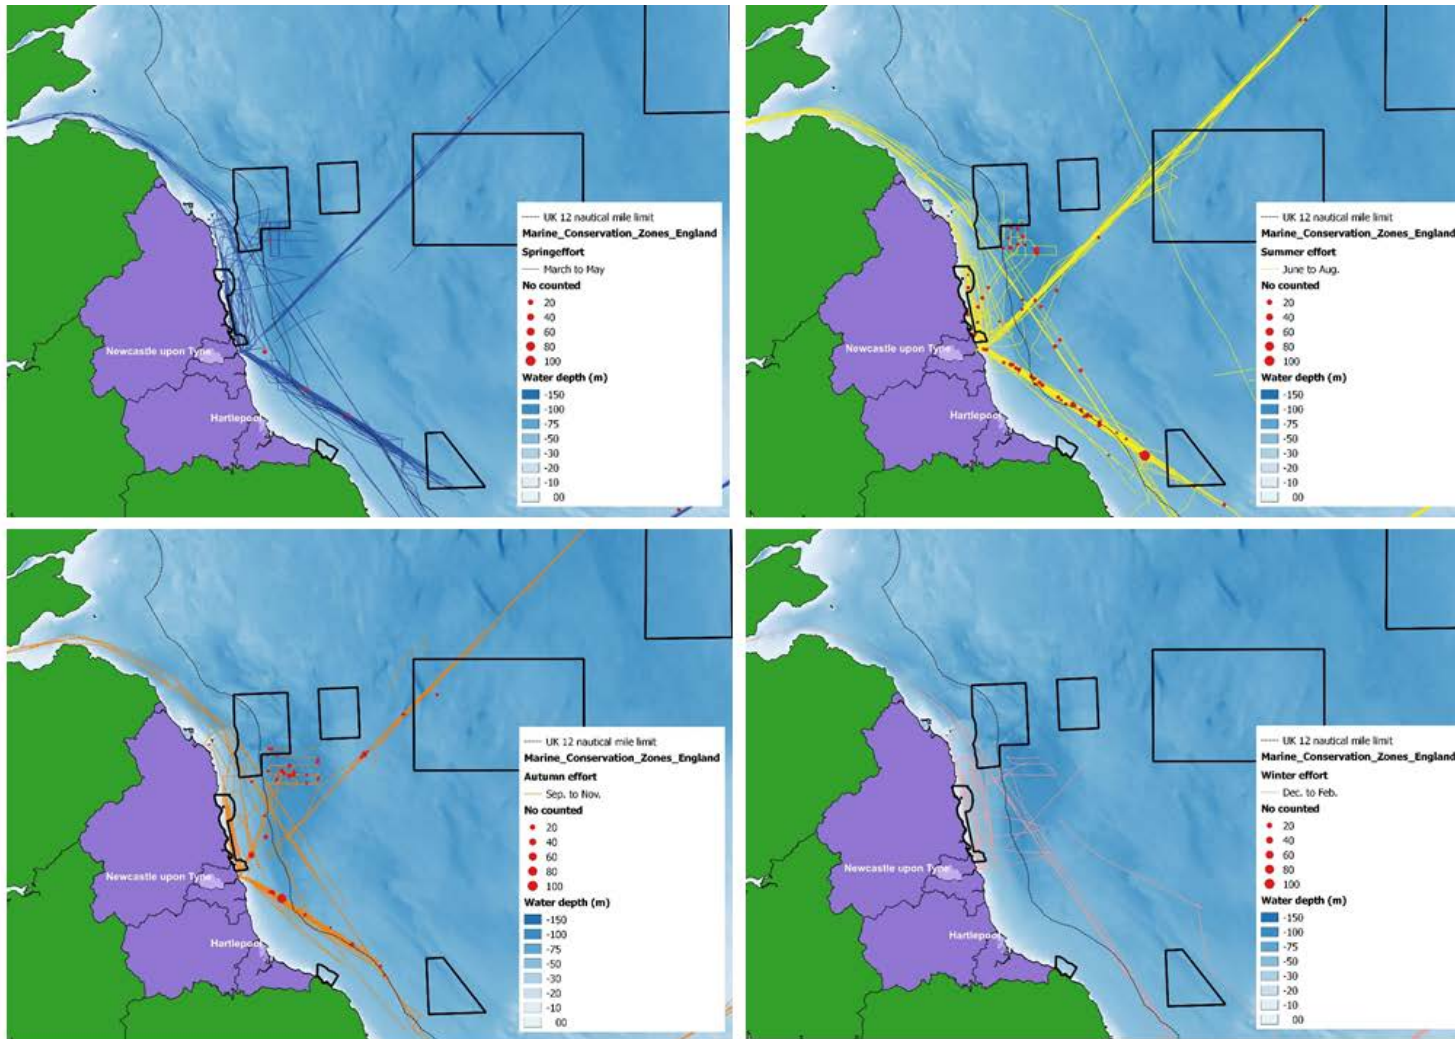 UK 12 nautical mile limit
Marine_Conservation_Zones_England
Springeffort
March to May
No counted
20
40
60
80
100
Water depth (m)
-150
-100
-75
-50
-30
-20
-10
00
Newcastle upon Tyne
Hartlepool
UK 12 nautical mile limit
Marine_Conservation_Zones_England
Summer effort
June to Aug.
No counted
20
40
60
80
100
Water depth (m)
-150
-100
-75
-50
-30
-20
-10
00
Newcastle upon Tyne
Hartlepool
UK 12 nautical mile limit
Marine_Conservation_Zones_England
Autumn effort
Sep. to Nov.
No counted
20
40
60
80
100
Water depth (m)
-150
-100
-75
-50
-30
-20
-10
00
Newcastle upon Tyne
Hartlepool
UK 12 nautical mile limit
Marine_Conservation_Zones_England
Winter effort
Dec. to Feb.
No counted
20
40
60
80
100
Water depth (m)
-150
-100
-75
-50
-30
-20
-10
00
Newcastle upon Tyne
Hartlepool